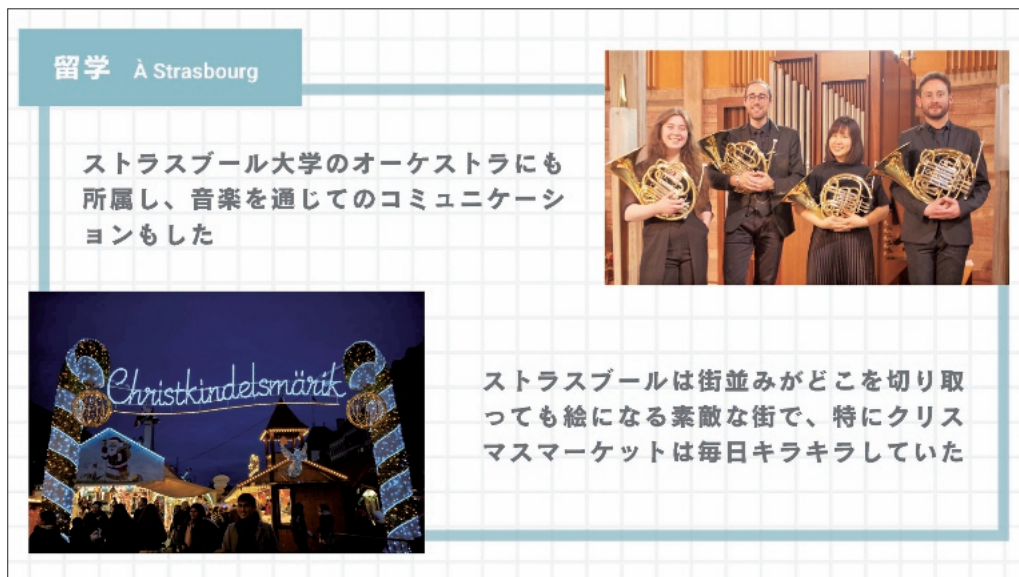 留学 À Strasbourg
ストラスブール大学のオーケストラにも
所属し、音楽を通じてのコミュニケーシ
ョンもした
Christkindelsmärik
ストラスブールは街並みがどこを切り取
っても絵になる素敵な街で、特にクリス
マスマーケットは毎日キラキラしていた